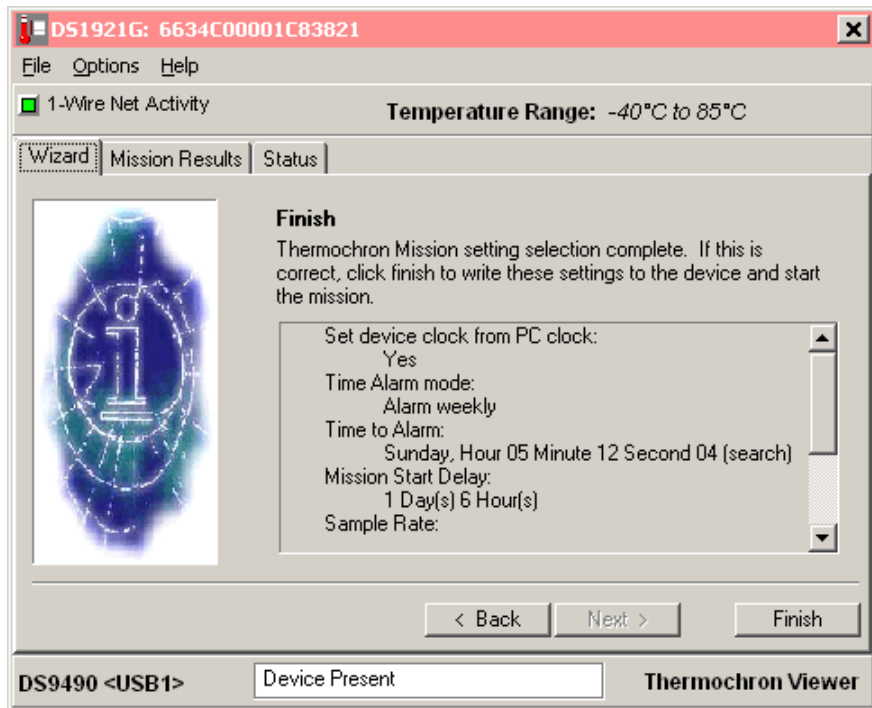 DS1921G: 6634C00001C83821
File Options Help
1-Wire Net Activity
Temperature Range: -40°C to 85°C
Wizard Mission Results Status
Finish
Thermochron Mission setting selection complete. If this is
correct, click finish to write these settings to the device and start
the mission.
Set device clock from PC clock:
Yes
Time Alarm mode:
Alarm weekly
Time to Alarm:
Sunday, Hour 05 Minute 12 Second 04 (search)
Mission Start Delay:
1 Day(s) 6 Hour(s)
Sample Rate:
< Back Next > Finish
DS9490 <USB1> Device Present Thermochron Viewer